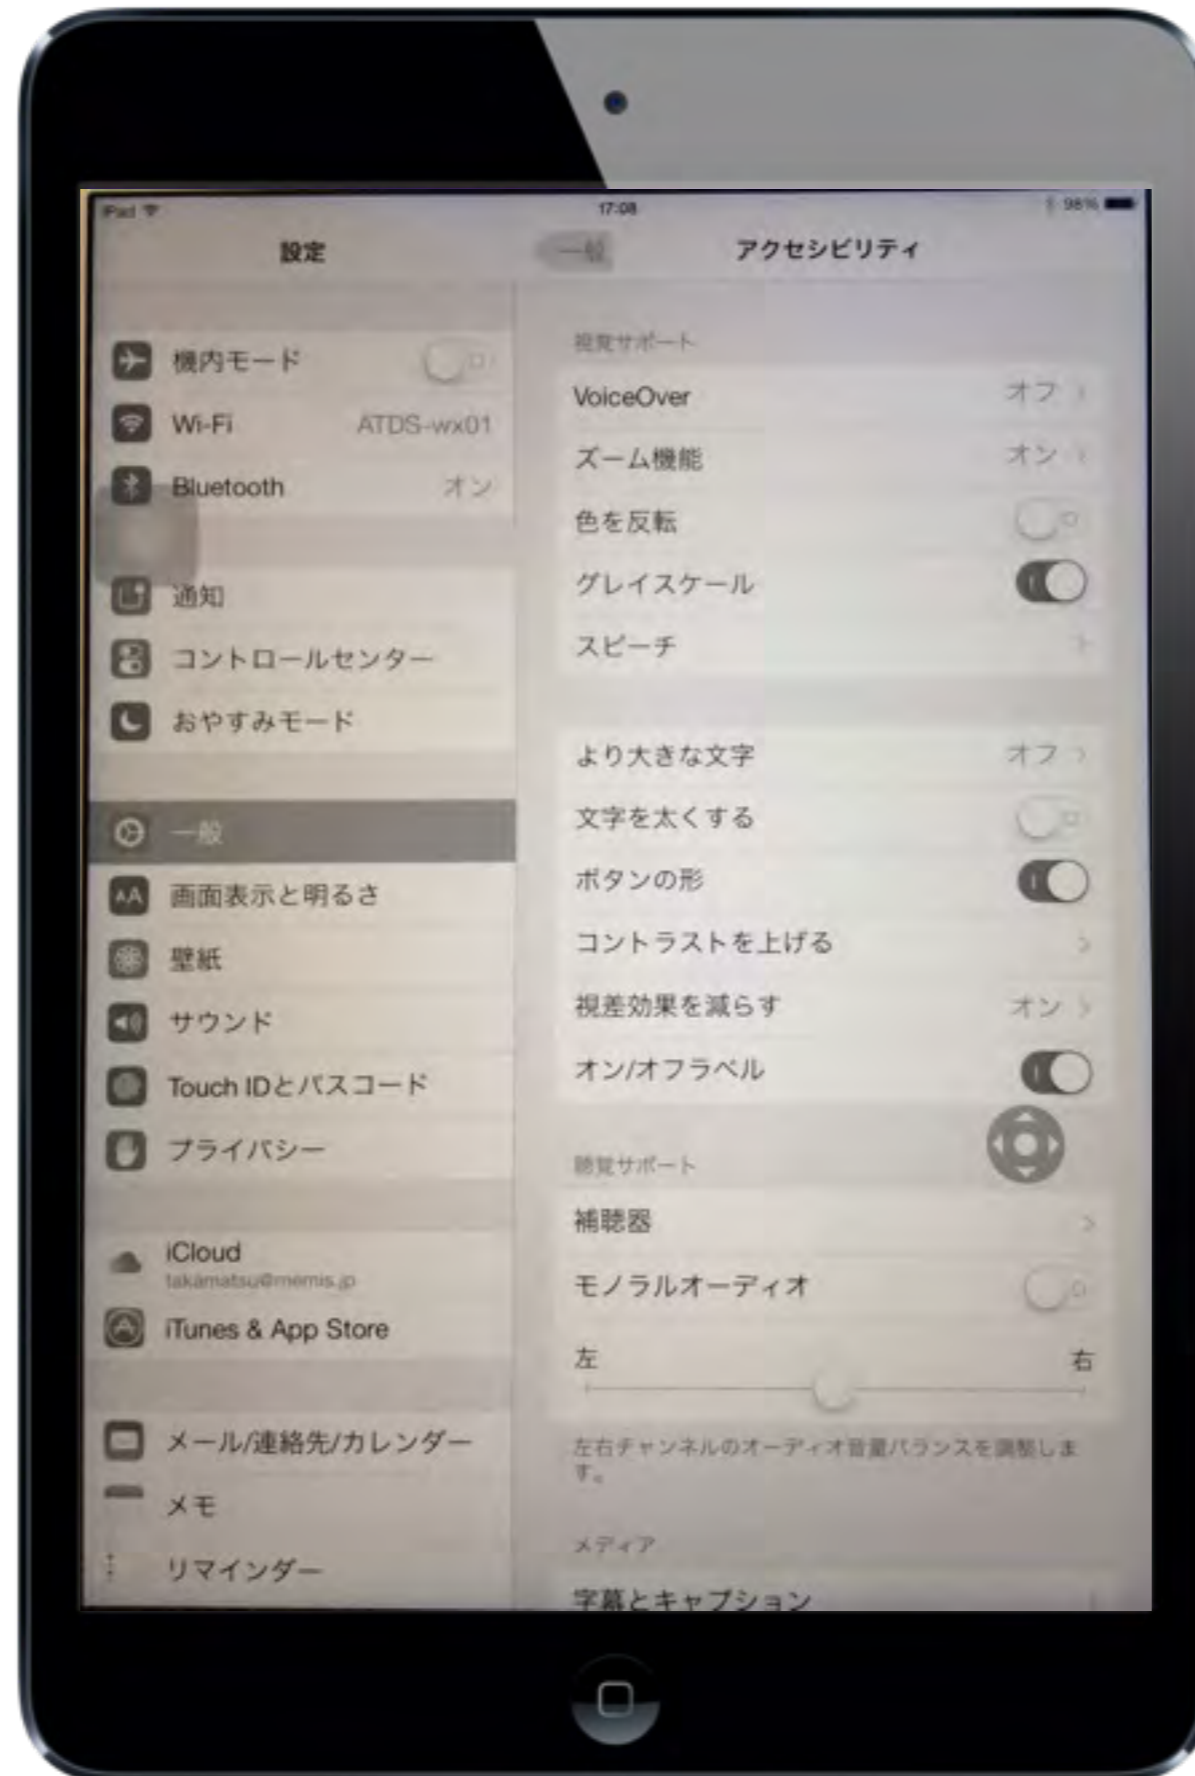 iPad
17:08
98%
設定
一般
アクセシビリティ
機内モード
Wi-Fi ATDS-wx01
Bluetooth オン
通知
コントロールセンター
おやすみモード
一般
画面表示と明るさ
壁紙
サウンド
Touch IDとパスコード
プライバシー
iCloud
takamatsu@memis.jp
iTunes & App Store
メール/連絡先/カレンダー
メモ
リマインダー
視覚サポート
VoiceOver オフ
ズーム機能 オン
色を反転
グレイスケール
スピーチ
より大きな文字 オフ
文字を太くする
ボタンの形
コントラストを上げる
視差効果を減らす オン
オン/オフラベル
聴覚サポート
補聴器
モノラルオーディオ
左 右
左右チャンネルのオーディオ音量バランスを調整しま
す。
メディア
字幕とキャプション